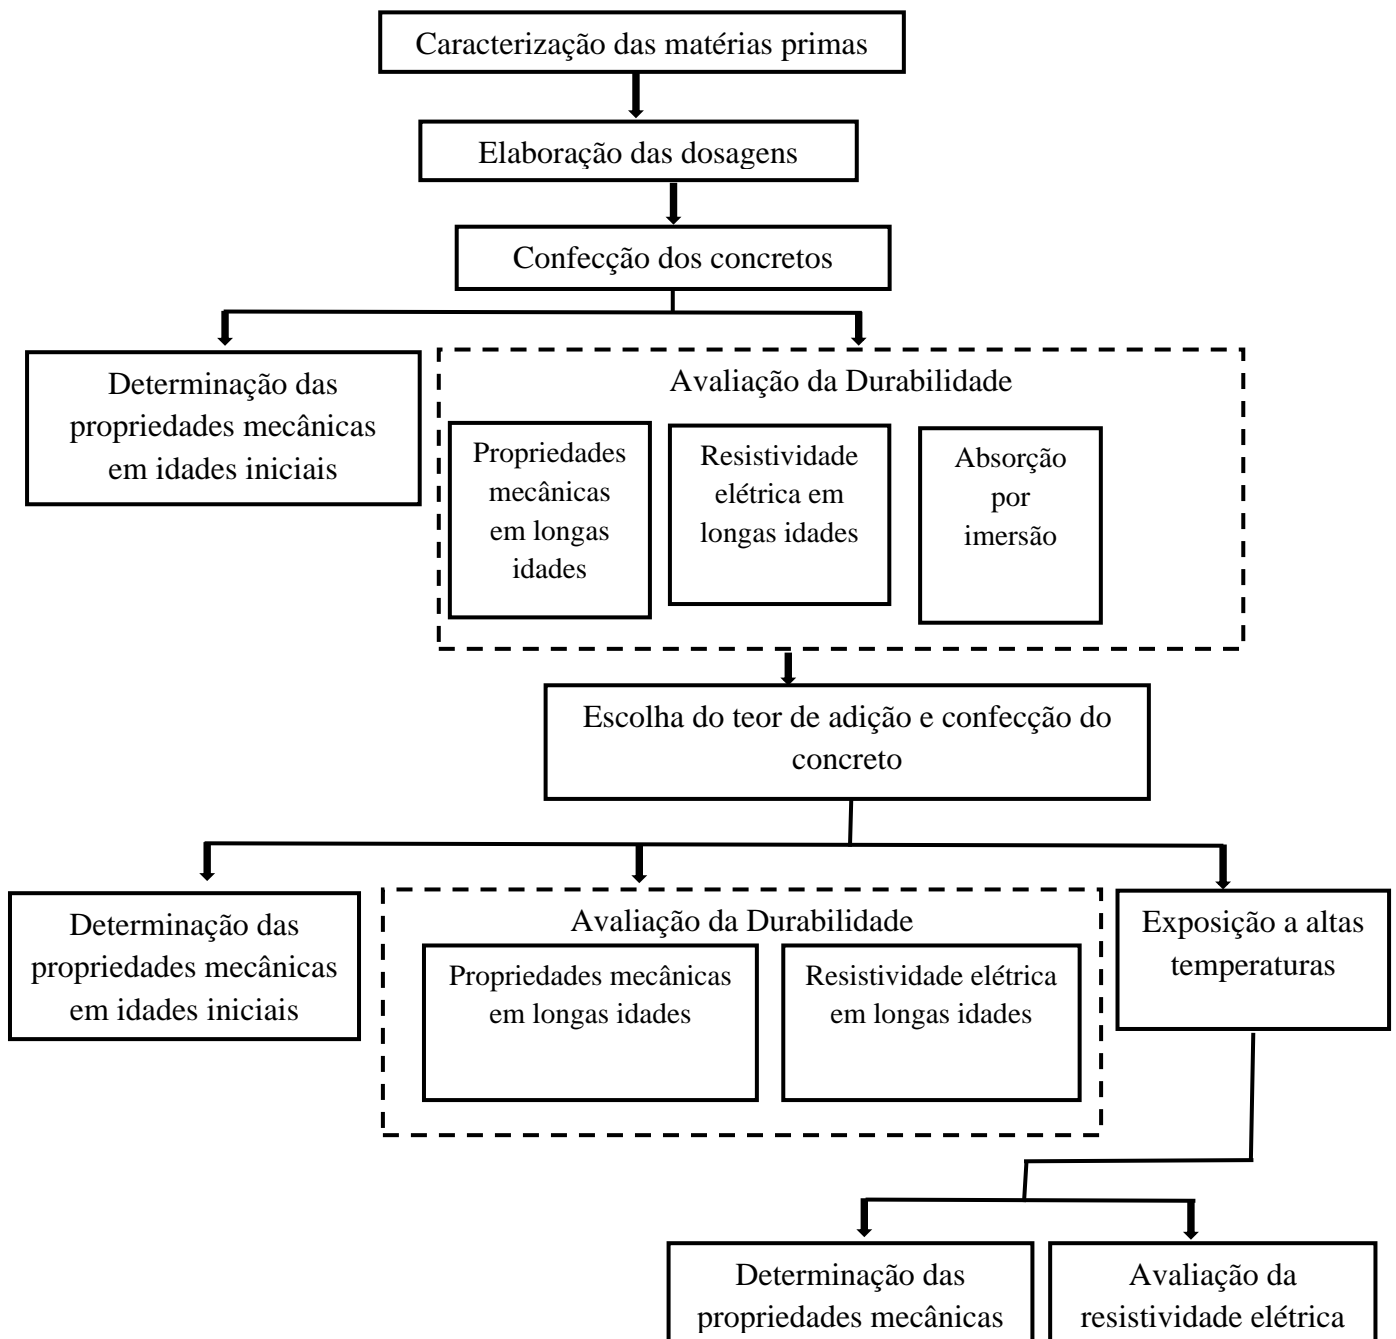 Caracterização das matérias primas
Elaboração das dosagens
Confecção dos concretos
Determinação das
propriedades mecânicas
em idades iniciais
Avaliação da Durabilidade
Propriedades
mecânicas
em longas
idades
Resistividade
elétrica em
longas idades
Absorção
por
imersão
Escolha do teor de adição e confecção do
concreto
Determinação das
propriedades mecânicas
em idades iniciais
Avaliação da Durabilidade
Propriedades mecânicas
em longas idades
Resistividade elétrica
em longas idades
Exposição a altas
temperaturas
Determinação das
propriedades mecânicas
Avaliação da
resistividade elétrica